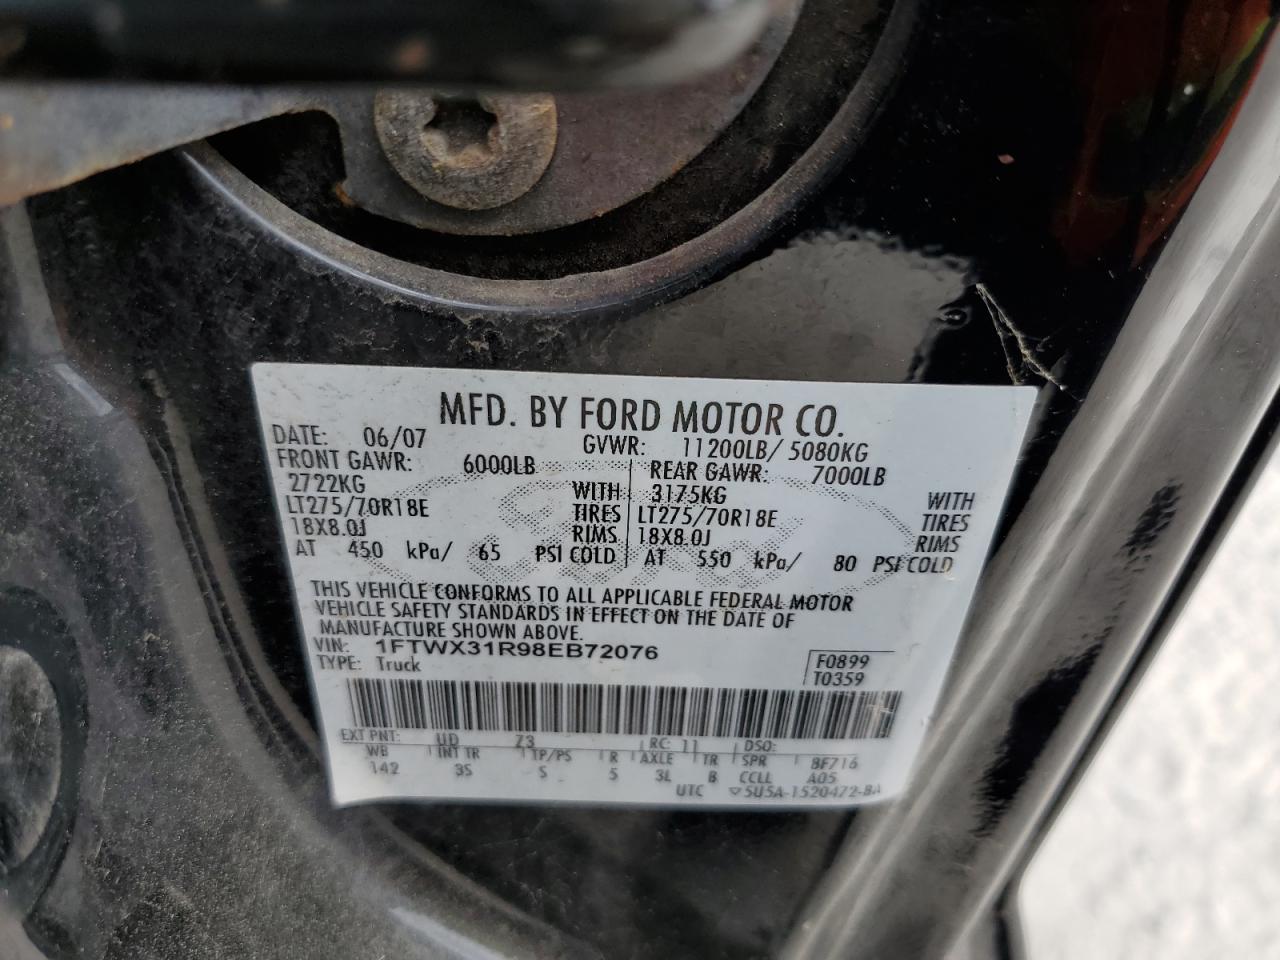 MFD. BY FORD MOTOR CO.
DATE: 06/07 GVWR: 11200LB/ 5080KG
FRONT GAWR: 6000LB REAR GAWR: 7000LB
2722KG WITH 3175KG WITH
LT275/70R18E TIRES LT275/70R18E TIRES
18X8.0J RIMS 18X8.0J RIMS
AT 450 kPa/ 65 PSI COLD AT 550 kPa/ 80 PSI COLD
THIS VEHICLE CONFORMS TO ALL APPLICABLE FEDERAL MOTOR
VEHICLE SAFETY STANDARDS IN EFFECT ON THE DATE OF
MANUFACTURE SHOWN ABOVE.
VIN: 1FTWX31R98EB72076 F0899
TYPE: Truck T0359
EXT PNT: UD Z3 RC: 11 DSO:
WB INT TR TP/PS R AXLE TR SPR 8F716
142 3S S 5 3L B CCLL A05
UTC ▽5U5A-1520472-BA